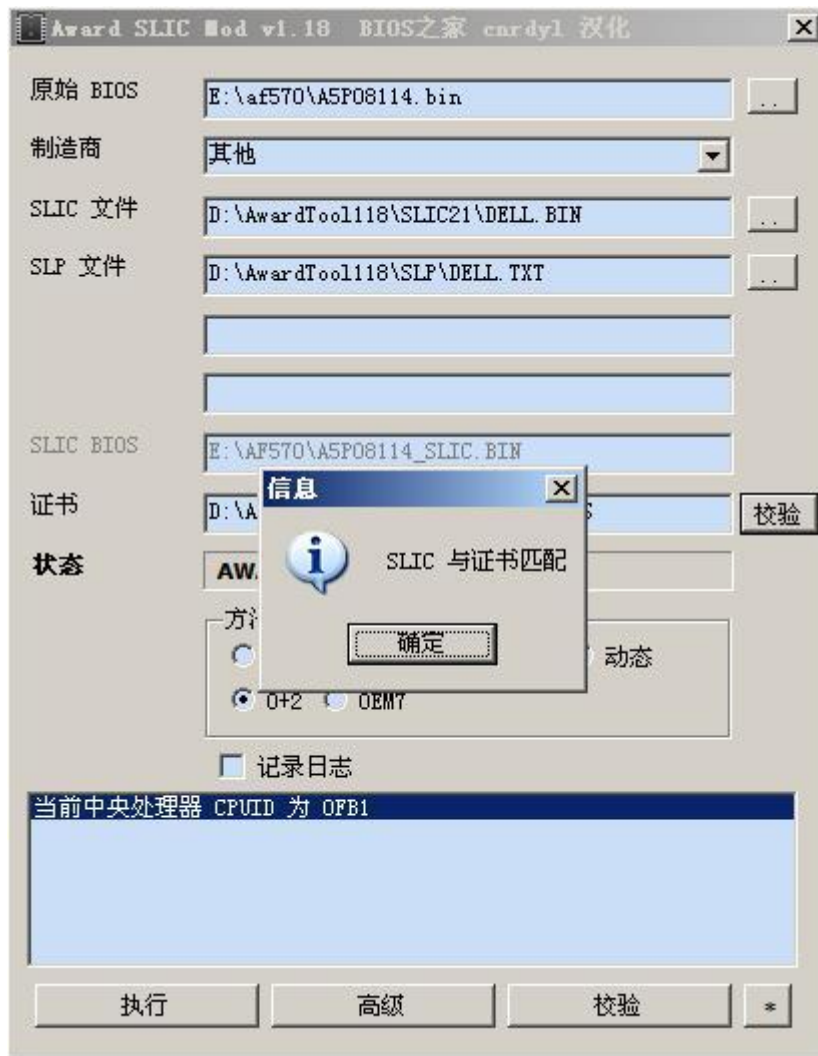 Award SLIC Mod v1.18 BIOS之家 cnrdyl 汉化
原始 BIOS
E:\af570\A5P08114.bin
..
制造商
其他
SLIC 文件
D:\AwardTool118\SLIC21\DELL.BIN
..
SLP 文件
D:\AwardTool118\SLP\DELL.TXT
..
SLIC BIOS
E:\AF570\A5P08114_SLIC.BIN
信息
证书
D:\A
校验
SLIC 与证书匹配
状态
AW
确定
动态
0+2
OEM7
记录日志
当前中央处理器 CPUID 为 0FB1
执行
高级
校验
*